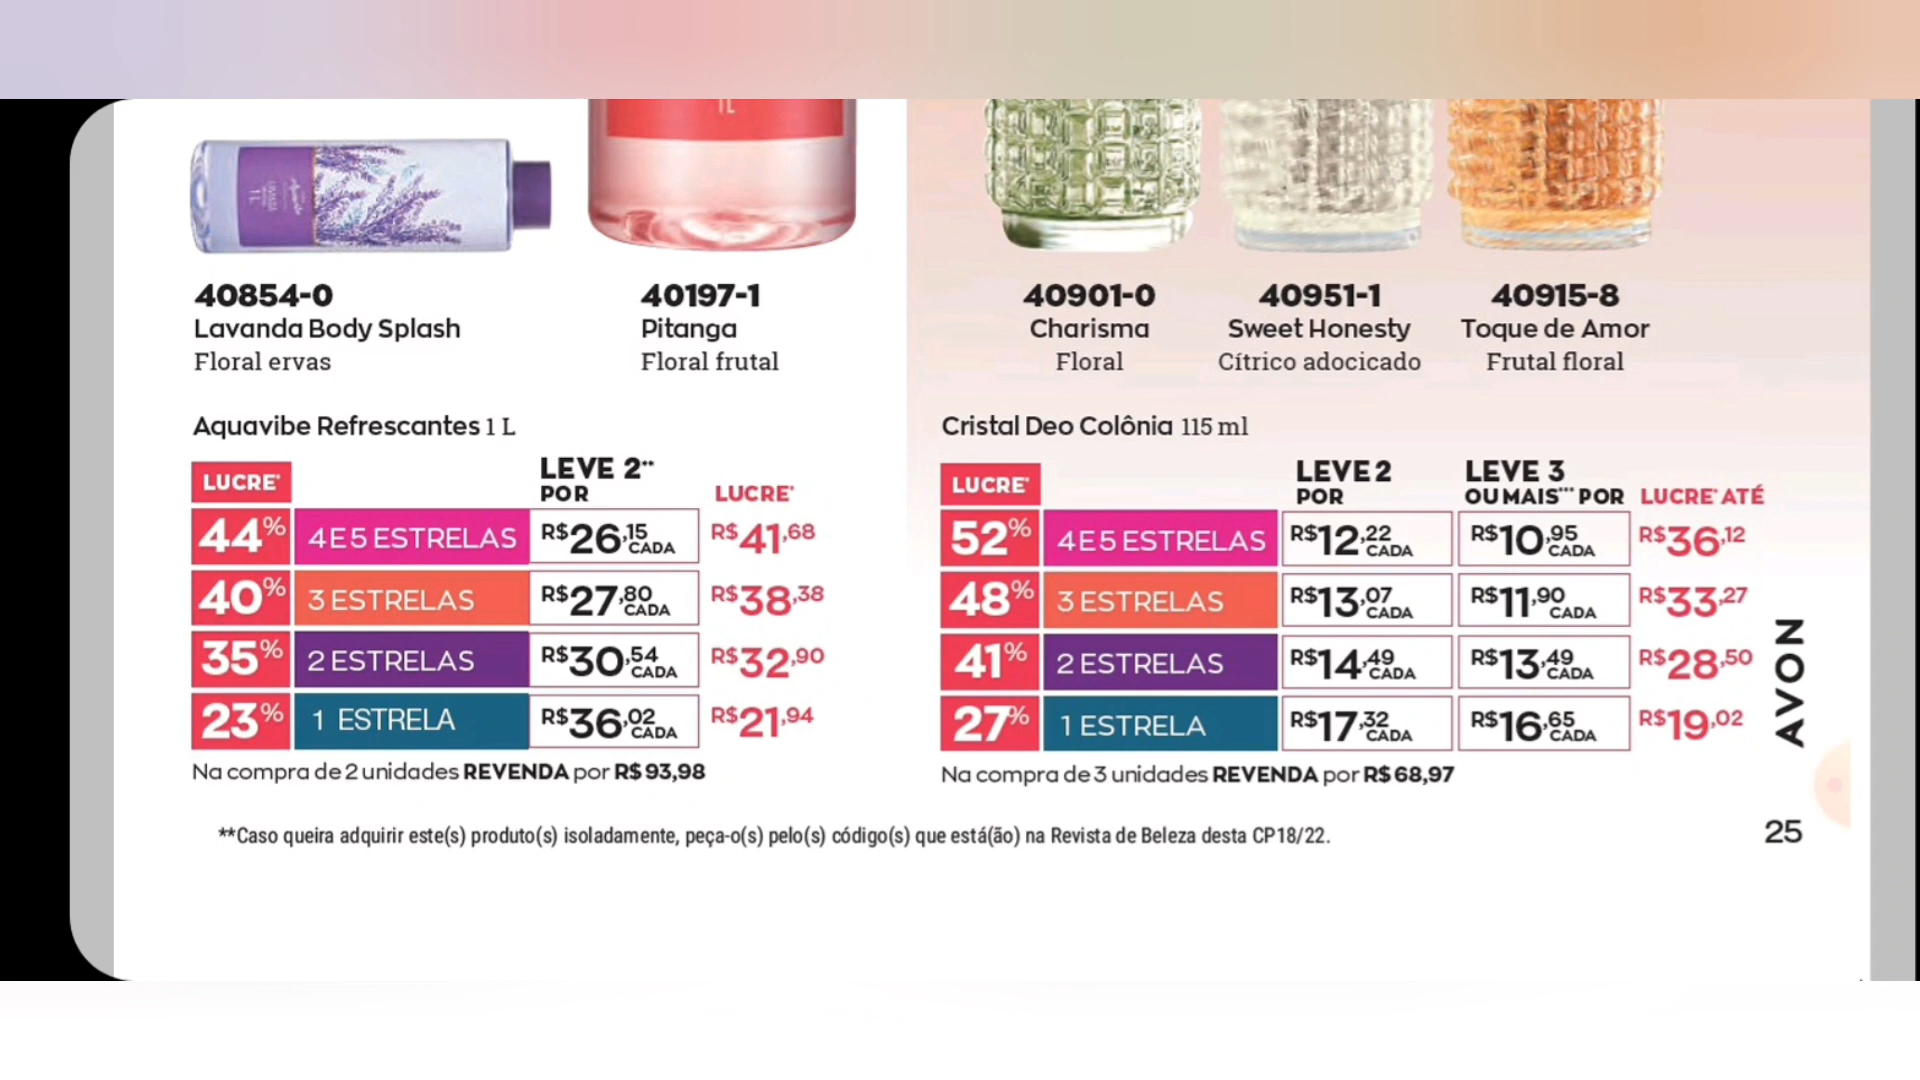 1L
40854-0
Lavanda Body Splash
Floral ervas
40197-1
Pitanga
Floral frutal
Aquavibe Refrescantes 1 L
LUCRE*
LEVE 2**
POR
LUCRE*
44% 4 E 5 ESTRELAS R$26,15 CADA R$41,68
40% 3 ESTRELAS R$27,80 CADA R$38,38
35% 2 ESTRELAS R$30,54 CADA R$32,90
23% 1 ESTRELA R$36,02 CADA R$21,94
Na compra de 2 unidades REVENDA por R$ 93,98
40901-0
Charisma
Floral
40951-1
Sweet Honesty
Cítrico adocicado
40915-8
Toque de Amor
Frutal floral
Cristal Deo Colônia 115 ml
LUCRE*
LEVE 2
POR
LEVE 3
OU MAIS*** POR
LUCRE* ATÉ
52% 4 E 5 ESTRELAS R$12,22 CADA R$10,95 CADA R$36,12
48% 3 ESTRELAS R$13,07 CADA R$11,90 CADA R$33,27
41% 2 ESTRELAS R$14,49 CADA R$13,49 CADA R$28,50
27% 1 ESTRELA R$17,32 CADA R$16,65 CADA R$19,02
Na compra de 3 unidades REVENDA por R$ 68,97
AVON
**Caso queira adquirir este(s) produto(s) isoladamente, peça-o(s) pelo(s) código(s) que está(ão) na Revista de Beleza desta CP18/22.
25